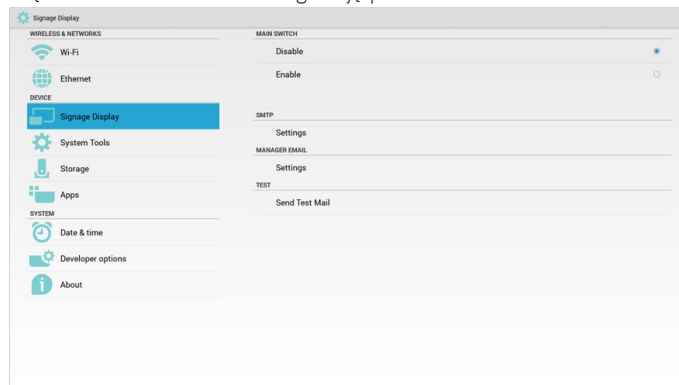 Signage Display
WIRELESS & NETWORKS
Wi-Fi
Ethernet
DEVICE
Signage Display
System Tools
Storage
Apps
SYSTEM
Date & time
Developer options
About
MAIN SWITCH
Disable
Enable
SMTP
Settings
MANAGER EMAIL
Settings
TEST
Send Test Mail